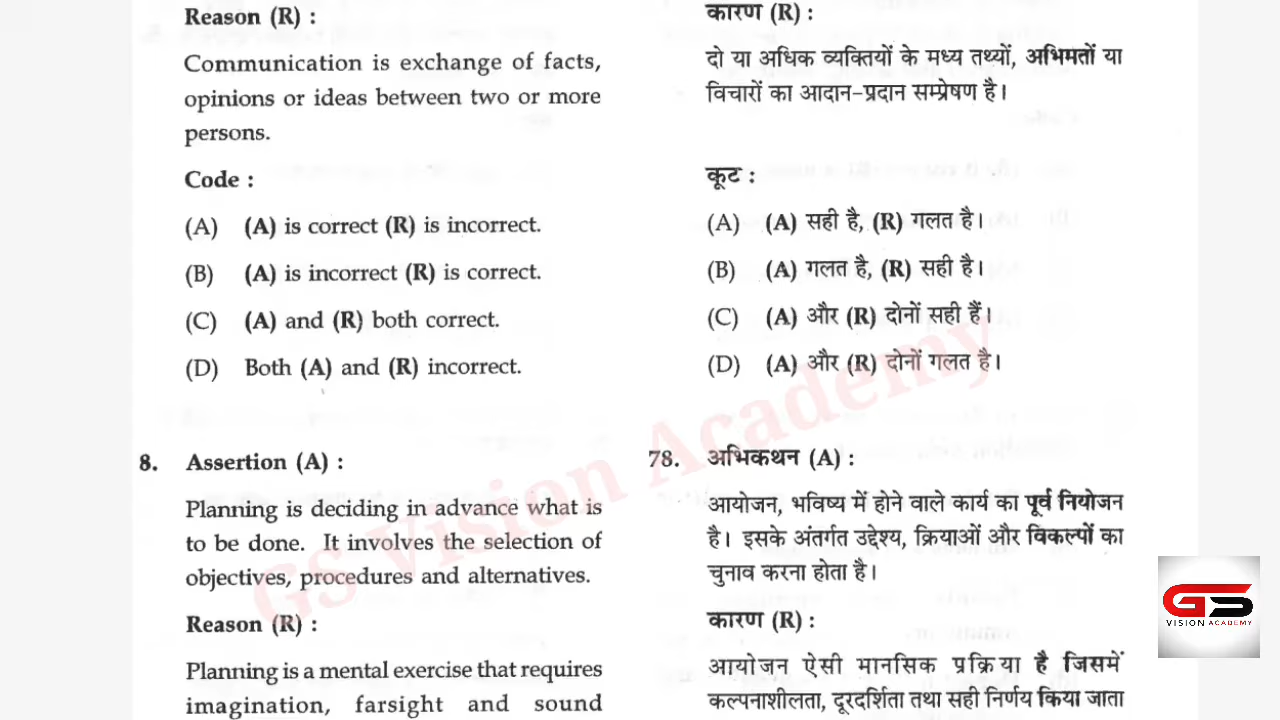 Reason (R) :
Communication is exchange of facts,
opinions or ideas between two or more
persons.
Code :
(A) (A) is correct (R) is incorrect.
(B) (A) is incorrect (R) is correct.
(C) (A) and (R) both correct.
(D) Both (A) and (R) incorrect.
8. Assertion (A) :
Planning is deciding in advance what is
to be done. It involves the selection of
objectives, procedures and alternatives.
Reason (R) :
Planning is a mental exercise that requires
imagination, farsight and sound
कारण (R) :
दो या अधिक व्यक्तियों के मध्य तथ्यों, अभिमतों या
विचारों का आदान-प्रदान सम्प्रेषण है।
कूट :
(A) (A) सही है, (R) गलत है।
(B) (A) गलत है, (R) सही है।
(C) (A) और (R) दोनों सही हैं।
(D) (A) और (R) दोनों गलत है।
78. अभिकथन (A) :
आयोजन, भविष्य में होने वाले कार्य का पूर्व नियोजन
है। इसके अंतर्गत उद्देश्य, क्रियाओं और विकल्पों का
चुनाव करना होता है।
कारण (R) :
आयोजन ऐसी मानसिक प्रक्रिया है जिसमें
कल्पनाशीलता, दूरदर्शिता तथा सही निर्णय किया जाता
GS Vision Academy
GS
VISION ACADEMY